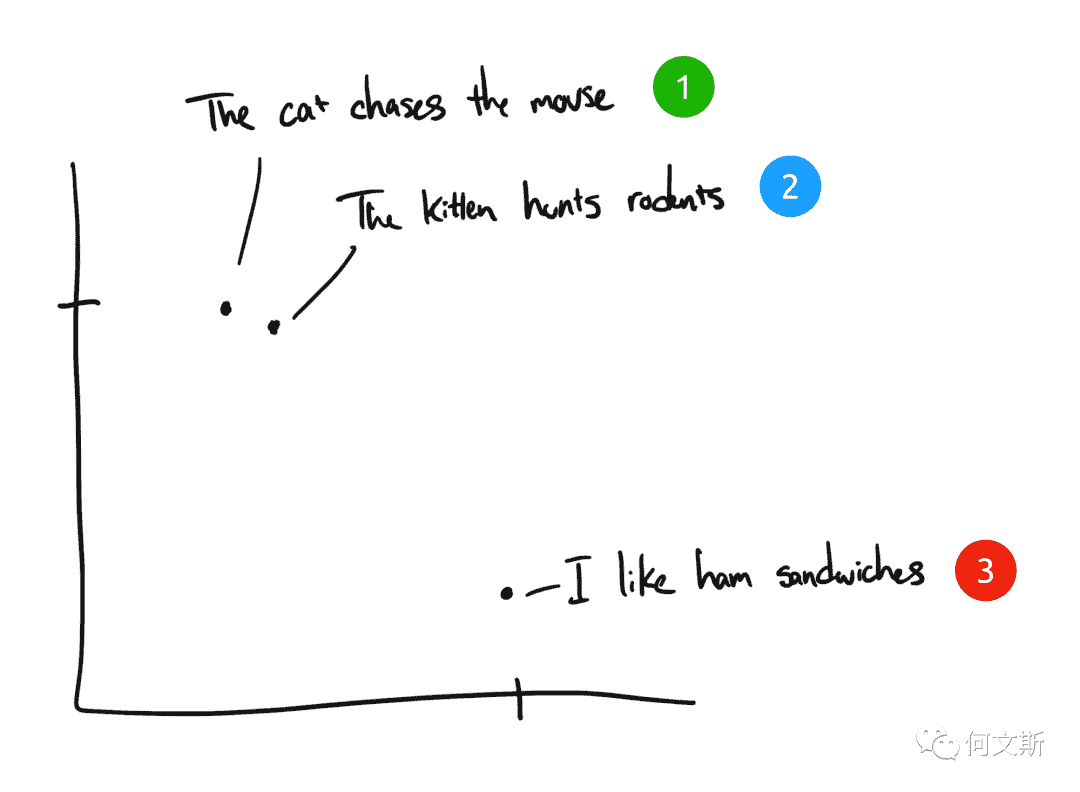 The cat chases the mouse 1
The kitten hunts rodents 2
I like ham sandwiches 3
何文斯